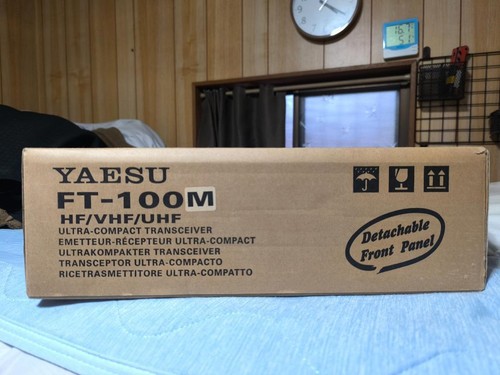 YAESU
FT-100M
HF/VHF/UHF
ULTRA-COMPACT TRANSCEIVER
EMETTEUR-RÉCEPTEUR ULTRA-COMPACT
ULTRAKOMPAKTER TRANSCEIVER
TRANSCEPTOR ULTRA-COMPACTO
RICETRASMETTITORE ULTRA-COMPATTO
Detachable
Front Panel